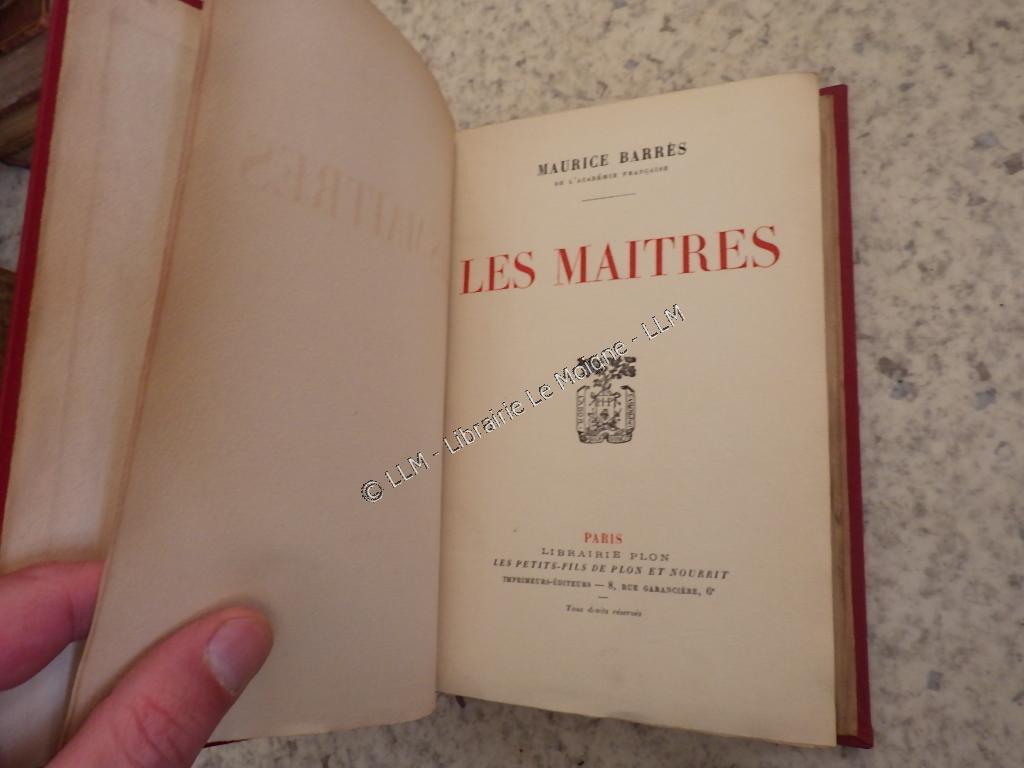 MAURICE BARRÈS
DE L'ACADÉMIE FRANÇAISE
LES MAITRES
© LLM - Librairie Le Moigne - LLM
PARIS
LIBRAIRIE PLON
LES PETITS-FILS DE PLON ET NOURRIT
IMPRIMEURS-ÉDITEURS — 8, RUE GARANCIÈRE, 6e
Tous droits réservés